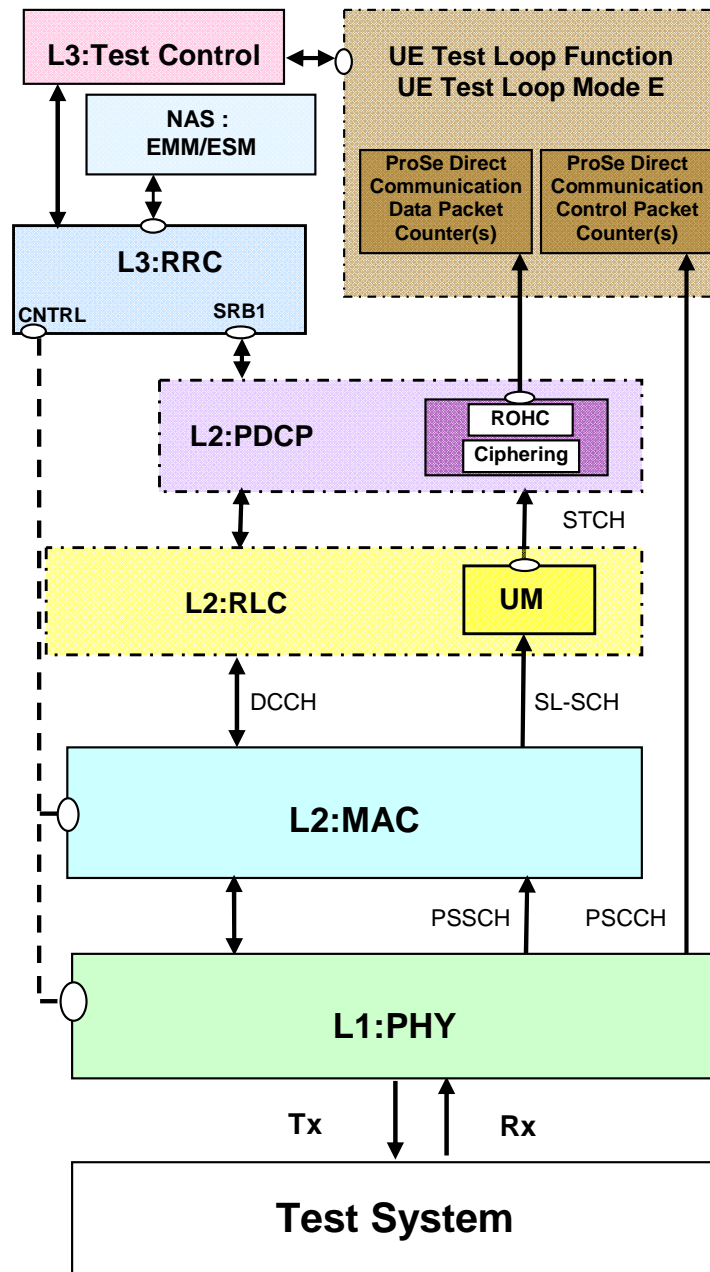 L3:Test Control
UE Test Loop Function
UE Test Loop Mode E
NAS :
EMM/ESM
ProSe Direct
Communication
Data Packet
Counter(s)
ProSe Direct
Communication
Control Packet
Counter(s)
L3:RRC
CNTRL
SRB1
L2:PDCP
ROHC
Ciphering
STCH
L2:RLC
UM
DCCH
SL-SCH
L2:MAC
PSSCH
PSCCH
L1:PHY
Tx
Rx
Test System